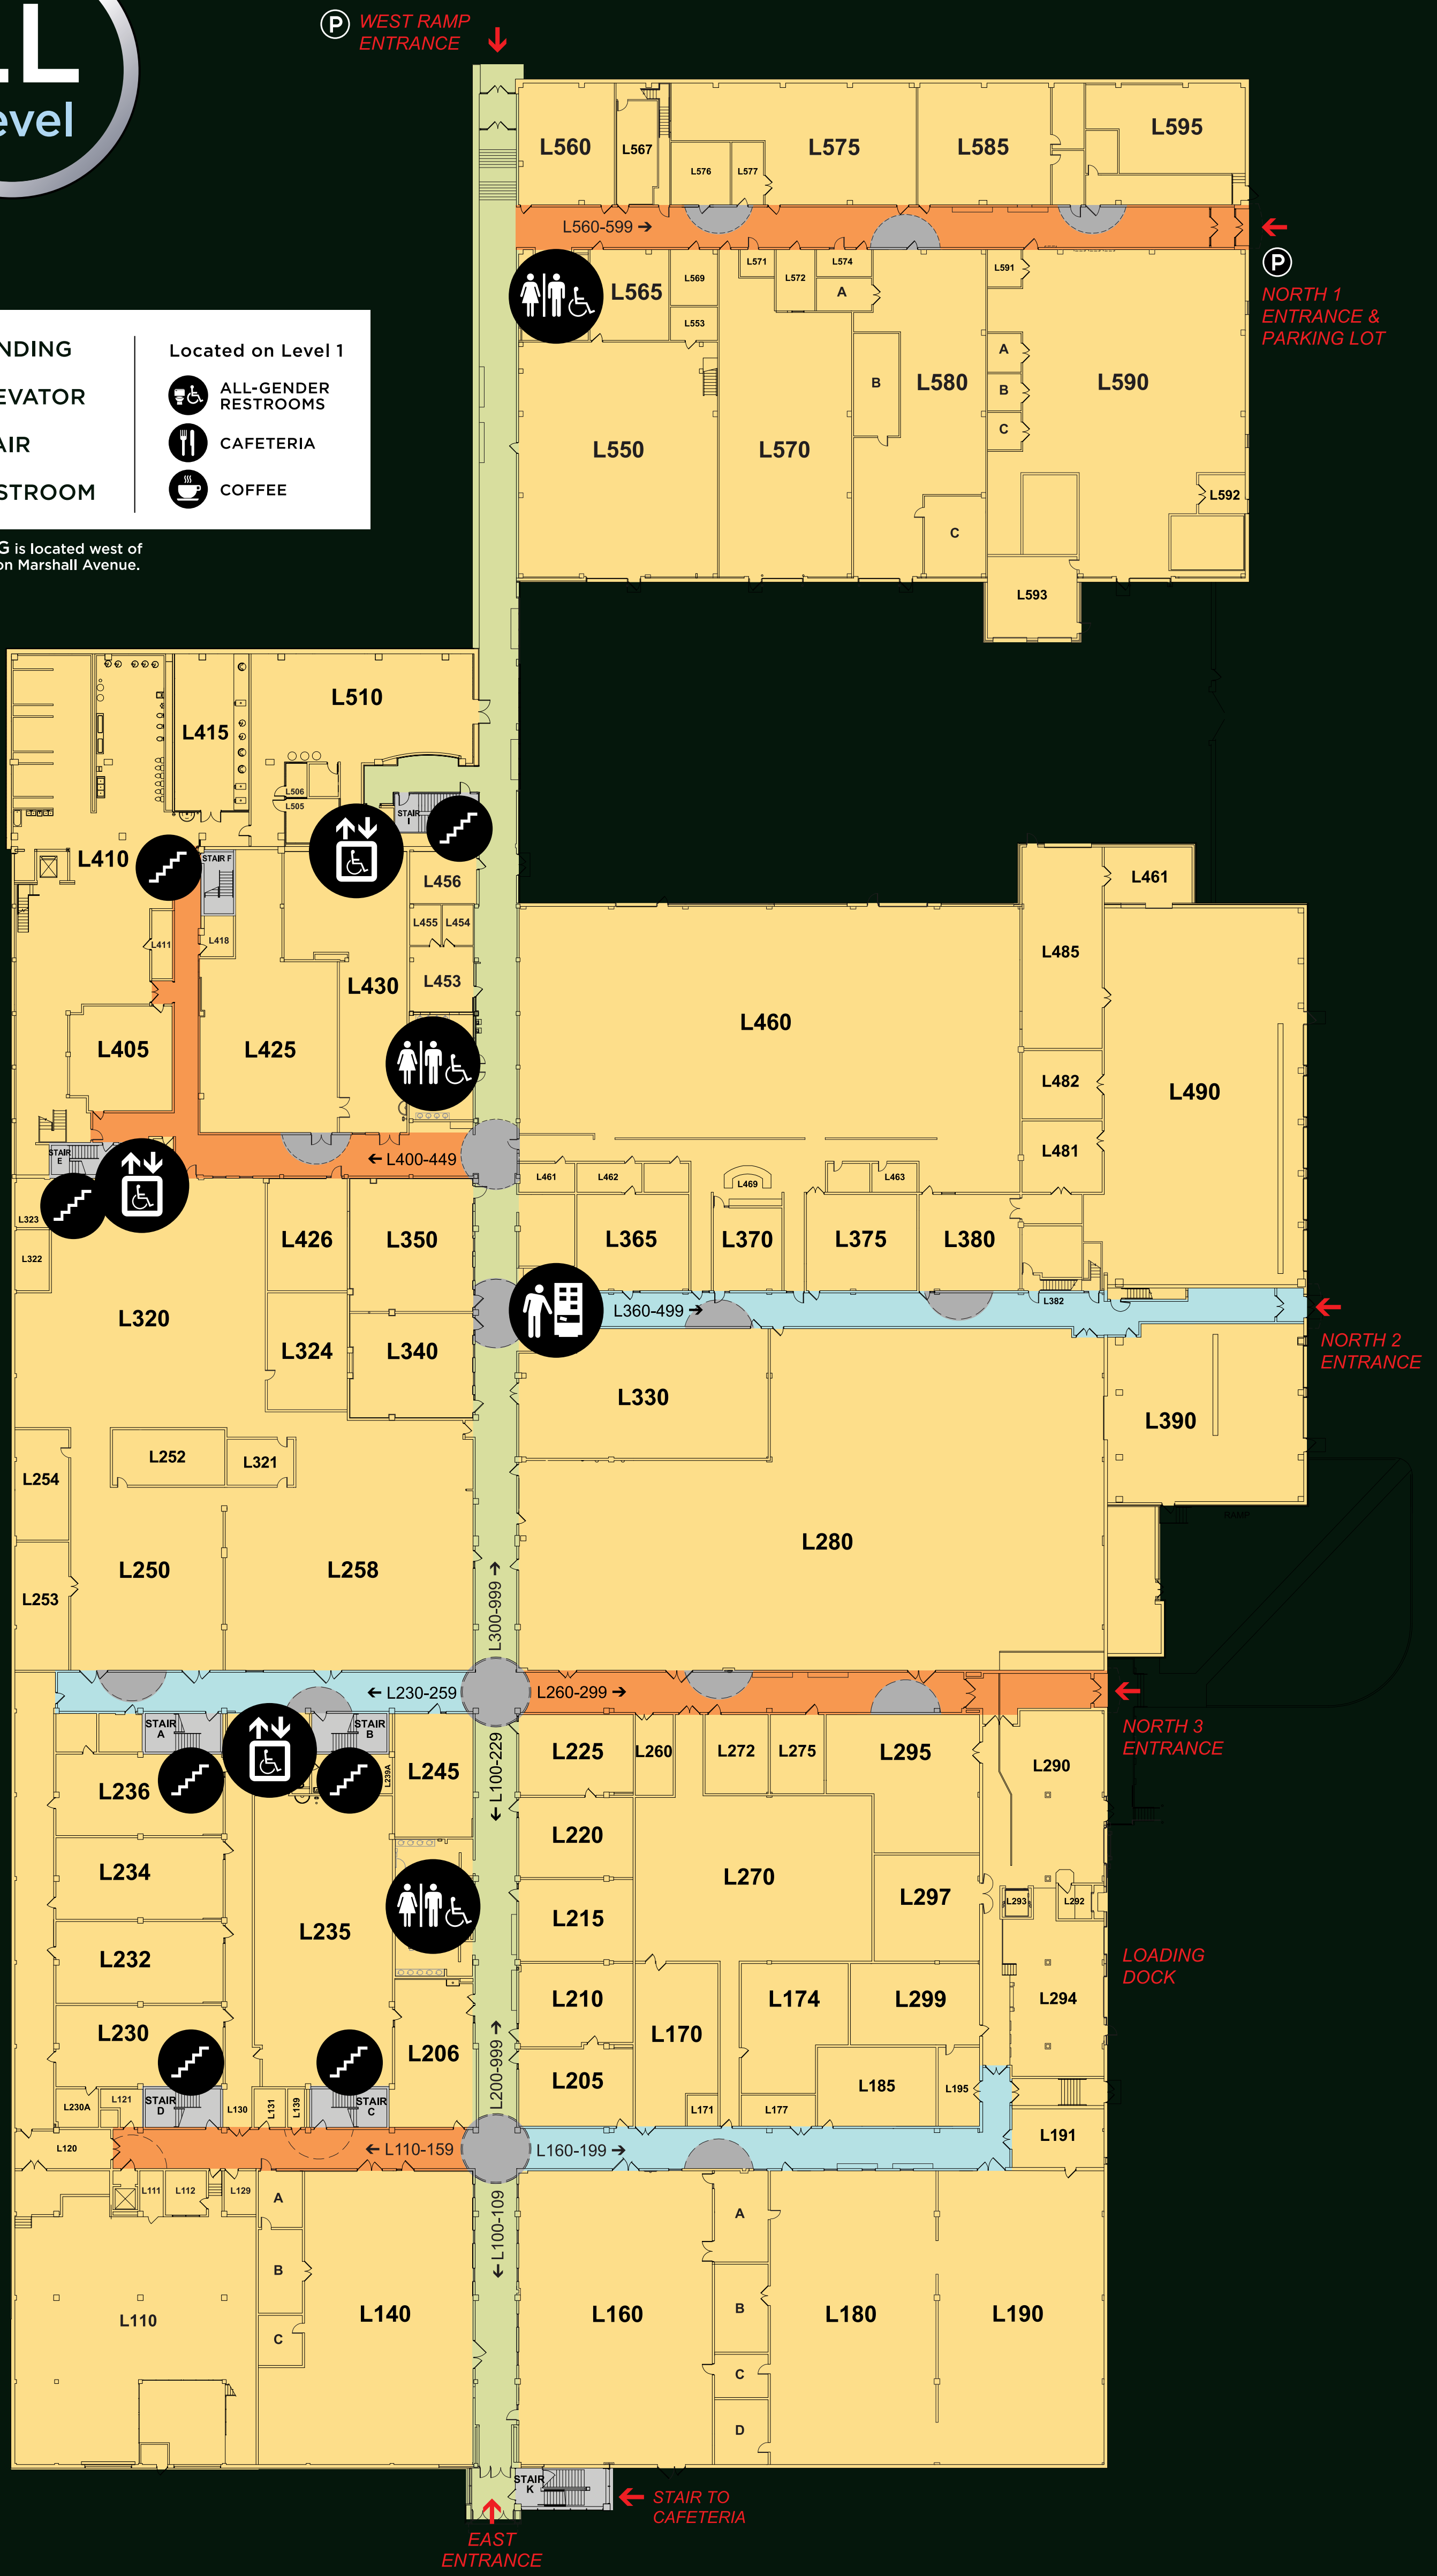 LL
evel
P WEST RAMP
ENTRANCE
NDING
EVATOR
AIR
STROOM
Located on Level 1
ALL-GENDER
RESTROOMS
CAFETERIA
COFFEE
G is located west of
on Marshall Avenue.
L560
L567
L576
L577
L575
L585
L595
L560-599 →
P
NORTH 1
ENTRANCE &
PARKING LOT
L565
L569
L553
L571
L572
L574
A
L591
L550
L570
B
L580
C
A
B
C
L590
L592
L593
L510
L415
L506
L505
STAIR
I
L410
STAIR F
L411
L418
L456
L455
L454
L453
L430
L405
L425
L460
L461
L485
L482
L481
L490
← L400-449
STAIR
E
L461
L462
L469
L463
L323
L322
L426
L350
L365
L370
L375
L380
L320
L324
L340
L360-499 →
L382
NORTH 2
ENTRANCE
L330
L390
L252
L321
L254
L253
L250
L258
L280
RAMP
L300-999 →
← L230-259
L260-299 →
NORTH 3
ENTRANCE
STAIR
A
STAIR
B
L236
L239A
L245
← L100-229
L225
L260
L272
L275
L295
L290
L234
L235
L220
L270
L297
L293
L292
L232
L215
LOADING
DOCK
L230
L206
L200-999 →
L210
L205
L170
L174
L299
L294
L185
L195
L171
L177
L230A
L121
STAIR
D
L130
L131
L139
STAIR
C
L120
← L110-159
L160-199 →
L191
L111
L112
L129
A
B
C
L110
L140
← L100-109
L160
A
B
C
D
L180
L190
STAIR
K
STAIR TO
CAFETERIA
EAST
ENTRANCE